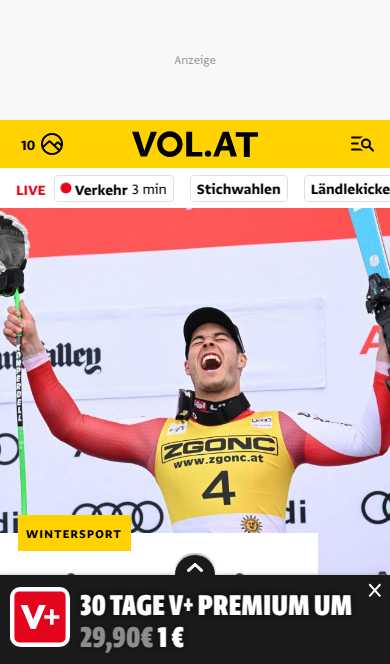 Anzeige
10
VOL.AT
LIVE
Verkehr 3 min
Stichwahlen
Ländlekicke
alley
ZGONC
www.zgonc.at
4
WINTERSPORT
30 TAGE V+ PREMIUM UM
V+
29,90€ 1 €